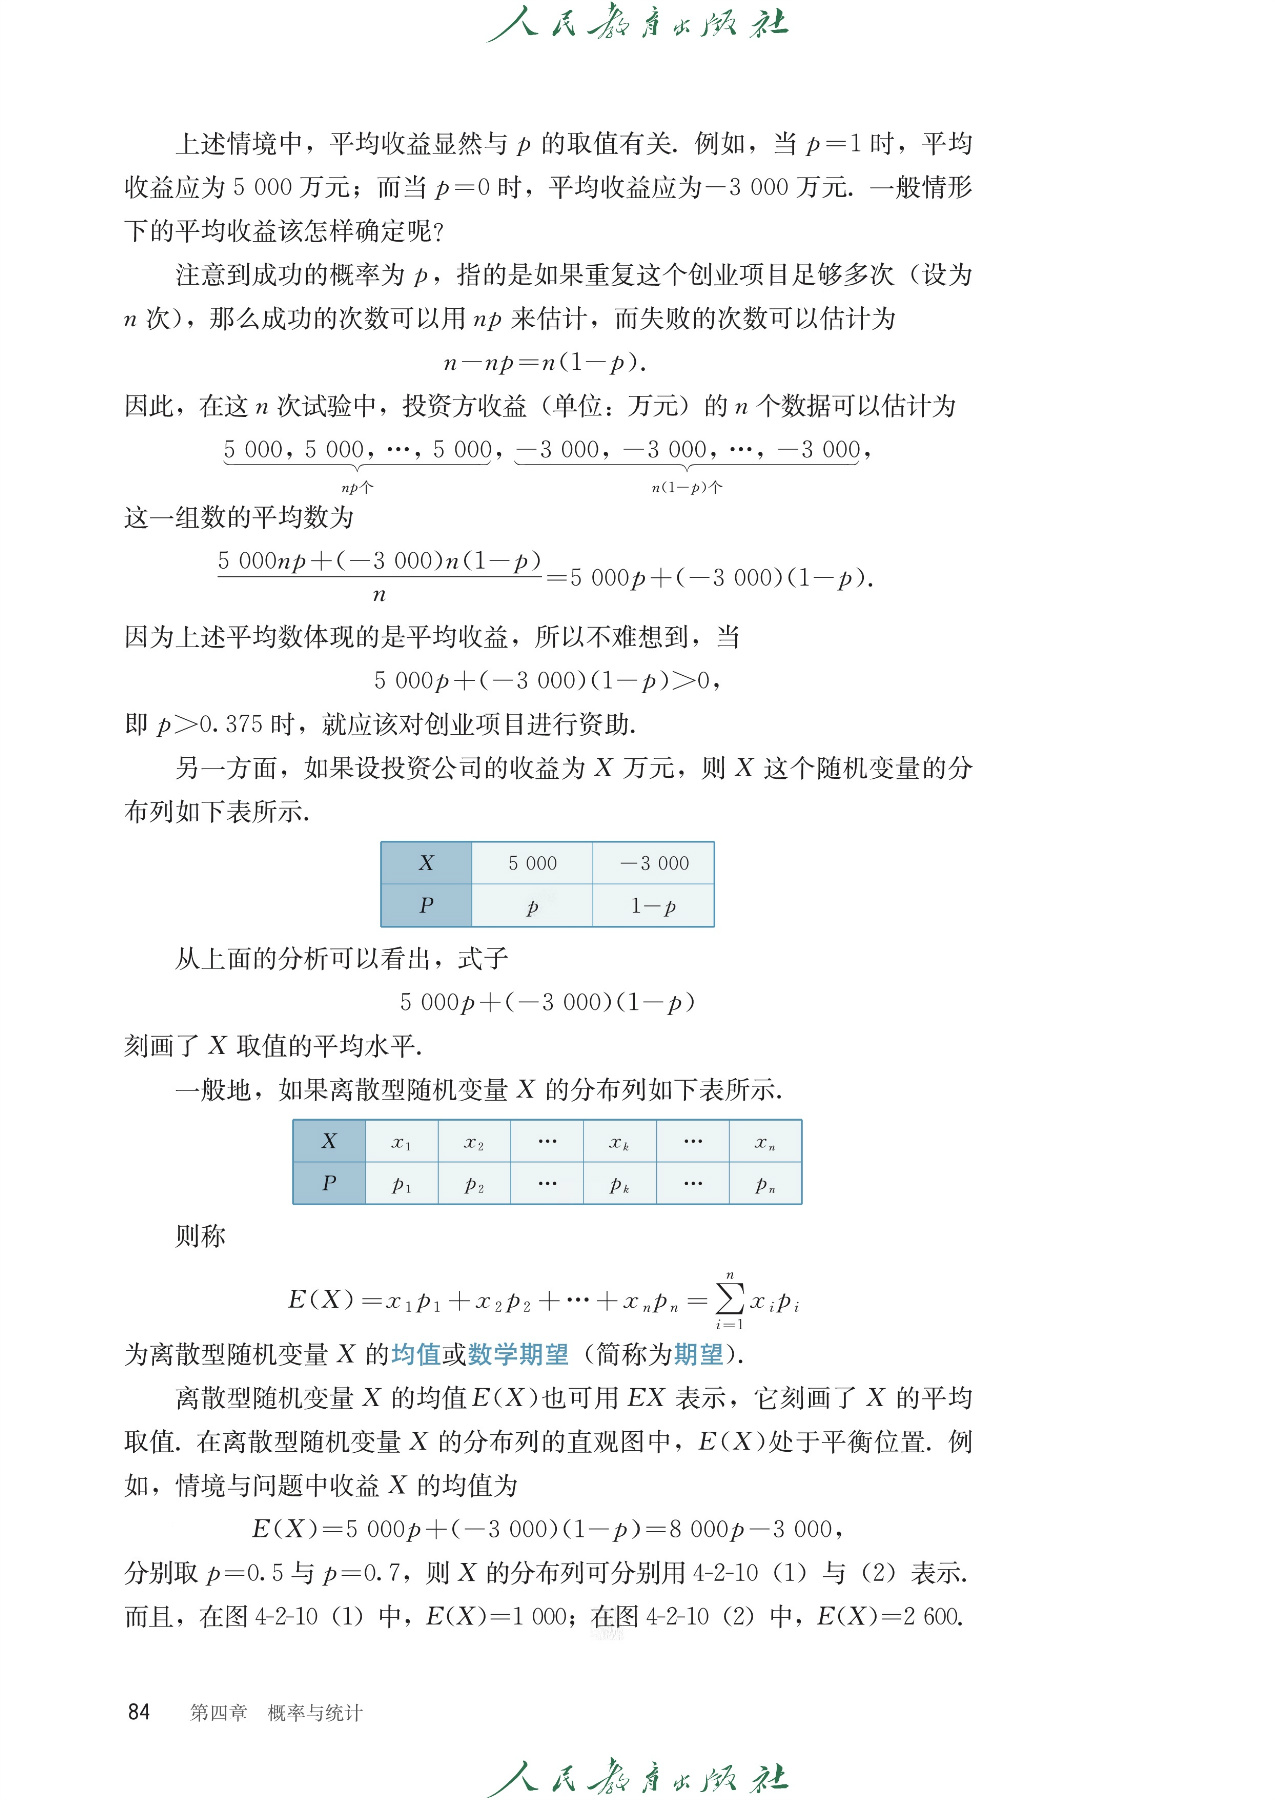 人民教育出版社
上述情境中，平均收益显然与 p 的取值有关. 例如，当 p=1 时，平均
收益应为 5 000 万元；而当 p=0 时，平均收益应为－3 000 万元. 一般情形
下的平均收益该怎样确定呢?
注意到成功的概率为 p，指的是如果重复这个创业项目足够多次（设为
n 次），那么成功的次数可以用 np 来估计，而失败的次数可以估计为
n－np=n(1－p).
因此，在这 n 次试验中，投资方收益（单位：万元）的 n 个数据可以估计为
5 000，5 000，…，5 000，－3 000，－3 000，…，－3 000，
np个 n(1－p)个
这一组数的平均数为
5 000np＋(－3 000)n(1－p)
n
=5 000p＋(－3 000)(1－p).
因为上述平均数体现的是平均收益，所以不难想到，当
5 000p＋(－3 000)(1－p)＞0，
即 p＞0.375 时，就应该对创业项目进行资助.
另一方面，如果设投资公司的收益为 X 万元，则 X 这个随机变量的分
布列如下表所示.
X 5 000 －3 000
P p 1－p
从上面的分析可以看出，式子
5 000p＋(－3 000)(1－p)
刻画了 X 取值的平均水平.
一般地，如果离散型随机变量 X 的分布列如下表所示.
X x₁ x₂ … xₖ … xₙ
P p₁ p₂ … pₖ … pₙ
则称
E(X)=x₁p₁＋x₂p₂＋…＋xₙpₙ=∑ⁿᵢ₌₁xᵢpᵢ
为离散型随机变量 X 的均值或数学期望（简称为期望）.
离散型随机变量 X 的均值E(X)也可用 EX 表示，它刻画了 X 的平均
取值. 在离散型随机变量 X 的分布列的直观图中，E(X)处于平衡位置. 例
如，情境与问题中收益 X 的均值为
E(X)=5 000p＋(－3 000)(1－p)=8 000p－3 000，
分别取 p=0.5 与 p=0.7，则 X 的分布列可分别用 4-2-10（1）与（2）表示.
而且，在图 4-2-10（1）中，E(X)=1 000；在图 4-2-10（2）中，E(X)=2 600.
84 第四章 概率与统计
人民教育出版社